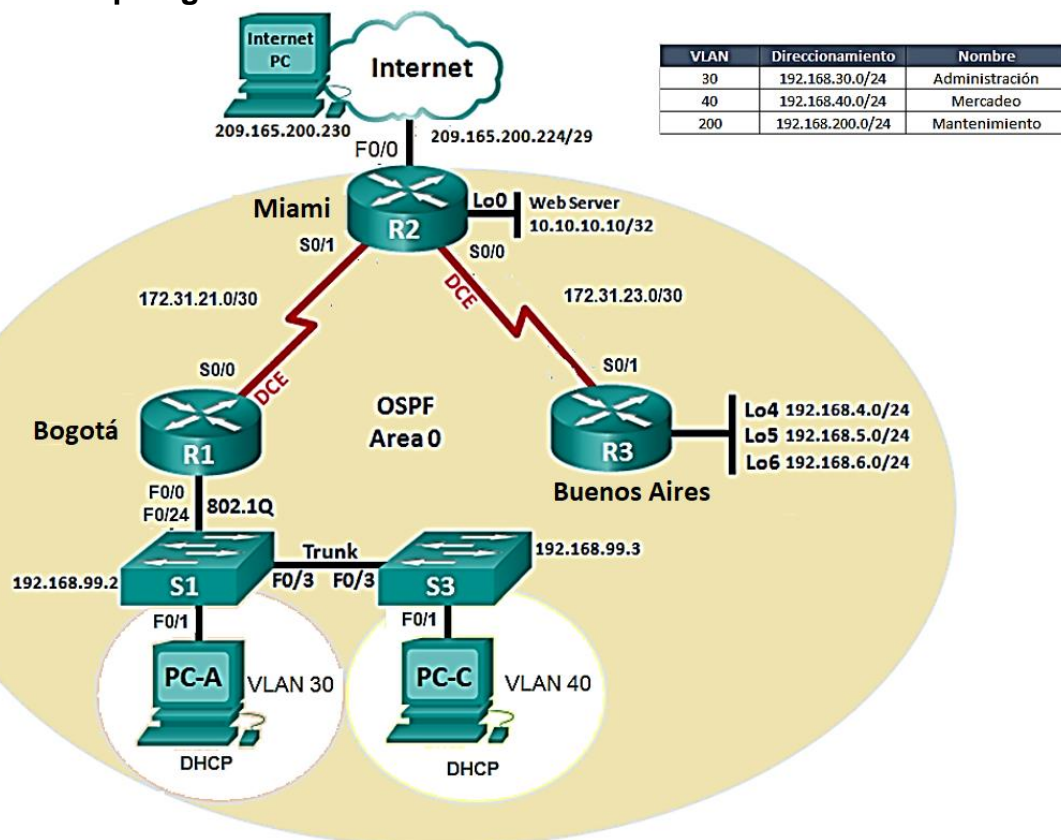 Internet
PC
Internet
209.165.200.230
209.165.200.224/29
F0/0
VLAN Direccionamiento Nombre
30 192.168.30.0/24 Administración
40 192.168.40.0/24 Mercadeo
200 192.168.200.0/24 Mantenimiento
Miami
R2
Lo0
Web Server
10.10.10.10/32
S0/1
S0/0
DCE
172.31.21.0/30
172.31.23.0/30
S0/0
DCE
S0/1
Bogotá
R1
OSPF
Area 0
R3
Buenos Aires
Lo4 192.168.4.0/24
Lo5 192.168.5.0/24
Lo6 192.168.6.0/24
F0/0
F0/24
802.1Q
192.168.99.2
S1
Trunk
F0/3 F0/3
S3
192.168.99.3
F0/1
F0/1
PC-A
VLAN 30
PC-C
VLAN 40
DHCP
DHCP